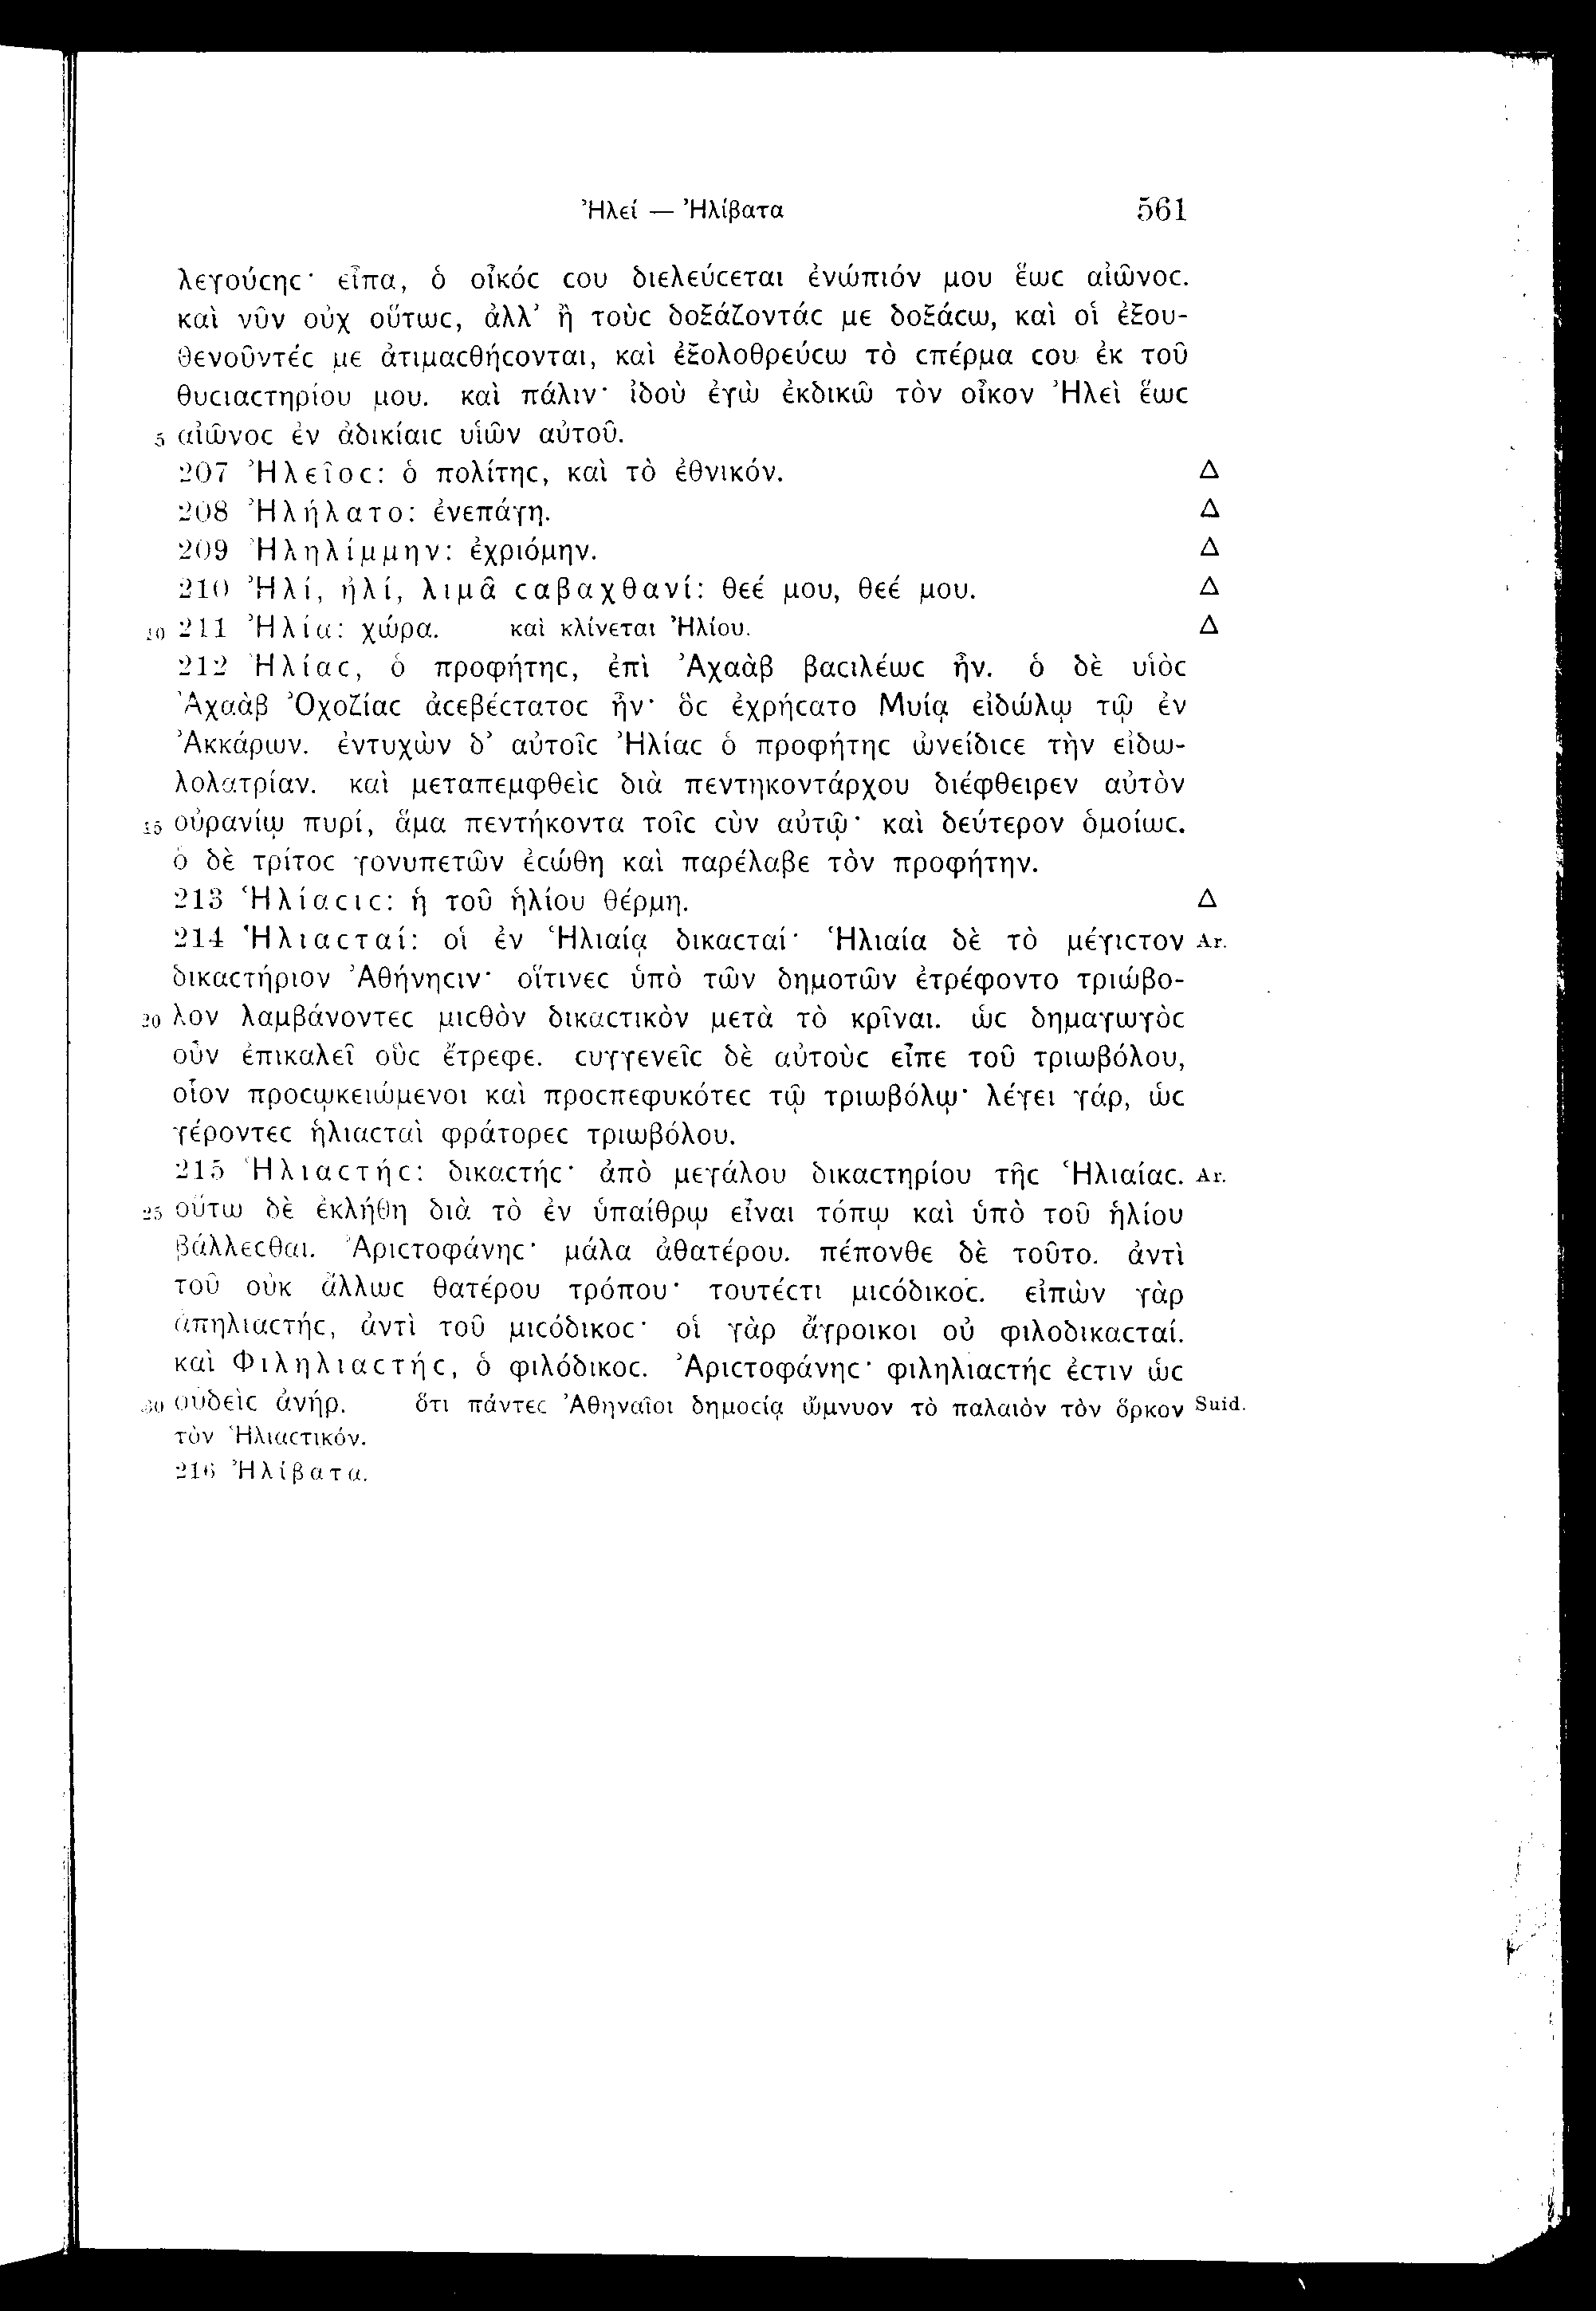 Ἠλεί — Ἠλίβατα 561
λεγούϲηϲ· εἶπα, ὁ οἶκόϲ ϲου διελεύϲεται ἐνώπιόν μου ἕωϲ αἰῶνοϲ.
καὶ νῦν οὐχ οὕτωϲ, ἀλλ’ ἢ τοὺϲ δοξάζοντάϲ με δοξάϲω, καὶ οἱ ἐξου-
θενοῦντέϲ με ἀτιμαϲθήϲονται, καὶ ἐξολοθρεύϲω τὸ ϲπέρμα ϲου ἐκ τοῦ
θυϲιαϲτηρίου μου. καὶ πάλιν· ἰδοὺ ἐγὼ ἐκδικῶ τὸν οἶκον Ἠλεὶ ἕωϲ
5 αἰῶνοϲ ἐν ἀδικίαιϲ υἱῶν αὐτοῦ.
207 Ἠλεῖοϲ: ὁ πολίτηϲ, καὶ τὸ ἐθνικόν. Δ
208 Ἠλήλατο: ἐνεπάγη. Δ
209 Ἠληλίμμην: ἐχριόμην. Δ
210 Ἠλί, ἠλί, λιμᾶ ϲαβαχθανί: θεέ μου, θεέ μου. Δ
10 211 Ἠλία: χώρα. καὶ κλίνεται Ἠλίου. Δ
212 Ἠλίαϲ, ὁ προφήτηϲ, ἐπὶ Ἀχαὰβ βαϲιλέωϲ ἦν. ὁ δὲ υἱὸϲ
Ἀχαὰβ Ὀχοζίαϲ ἀϲεβέϲτατοϲ ἦν· ὃϲ ἐχρήϲατο Μυίᾳ εἰδώλῳ τῷ ἐν
Ἀκκάρων. ἐντυχὼν δ’ αὐτοῖϲ Ἠλίαϲ ὁ προφήτηϲ ὠνείδιϲε τὴν εἰδω-
λολατρίαν. καὶ μεταπεμφθεὶϲ διὰ πεντηκοντάρχου διέφθειρεν αὐτὸν
15 οὐρανίῳ πυρί, ἅμα πεντήκοντα τοῖϲ ϲὺν αὐτῷ· καὶ δεύτερον ὁμοίωϲ.
ὁ δὲ τρίτοϲ γονυπετῶν ἐϲώθη καὶ παρέλαβε τὸν προφήτην.
213 Ἡλίαϲιϲ: ἡ τοῦ ἡλίου θέρμη. Δ
214 Ἡλιαϲταί: οἱ ἐν Ἡλιαίᾳ δικαϲταί· Ἡλιαία δὲ τὸ μέγιϲτον Ar.
δικαϲτήριον Ἀθήνηϲιν· οἵτινεϲ ὑπὸ τῶν δημοτῶν ἐτρέφοντο τριώβο-
20 λον λαμβάνοντεϲ μιϲθὸν δικαϲτικὸν μετὰ τὸ κρῖναι. ὡϲ δημαγωγὸϲ
οὖν ἐπικαλεῖ οὓϲ ἔτρεφε. ϲυγγενεῖϲ δὲ αὐτοὺϲ εἶπε τοῦ τριωβόλου,
οἷον προϲῳκειώμενοι καὶ προϲπεφυκότεϲ τῷ τριωβόλῳ· λέγει γάρ, ὡϲ
γέροντεϲ ἡλιαϲταὶ φράτορεϲ τριωβόλου.
215 Ἡλιαϲτήϲ: δικαϲτήϲ· ἀπὸ μεγάλου δικαϲτηρίου τῆϲ Ἡλιαίαϲ. Ar.
25 οὕτω δὲ ἐκλήθη διὰ τὸ ἐν ὑπαίθρῳ εἶναι τόπῳ καὶ ὑπὸ τοῦ ἡλίου
βάλλεϲθαι. Ἀριϲτοφάνηϲ· μάλα ἀθατέρου. πέπονθε δὲ τοῦτο. ἀντὶ
τοῦ οὐκ ἄλλωϲ θατέρου τρόπου· τουτέϲτι μιϲόδικοϲ. εἰπὼν γὰρ
ἀπηλιαϲτήϲ, ἀντὶ τοῦ μιϲόδικοϲ· οἱ γὰρ ἄγροικοι οὐ φιλοδικαϲταί.
καὶ Φιληλιαϲτήϲ, ὁ φιλόδικοϲ. Ἀριϲτοφάνηϲ· φιληλιαϲτήϲ ἐϲτιν ὡϲ
30 οὐδεὶϲ ἀνήρ. ὅτι πάντεϲ Ἀθηναῖοι δημοϲίᾳ ὤμνυον τὸ παλαιὸν τὸν ὅρκον Suid.
τὸν Ἡλιαϲτικόν.
216 Ἠλίβατα.